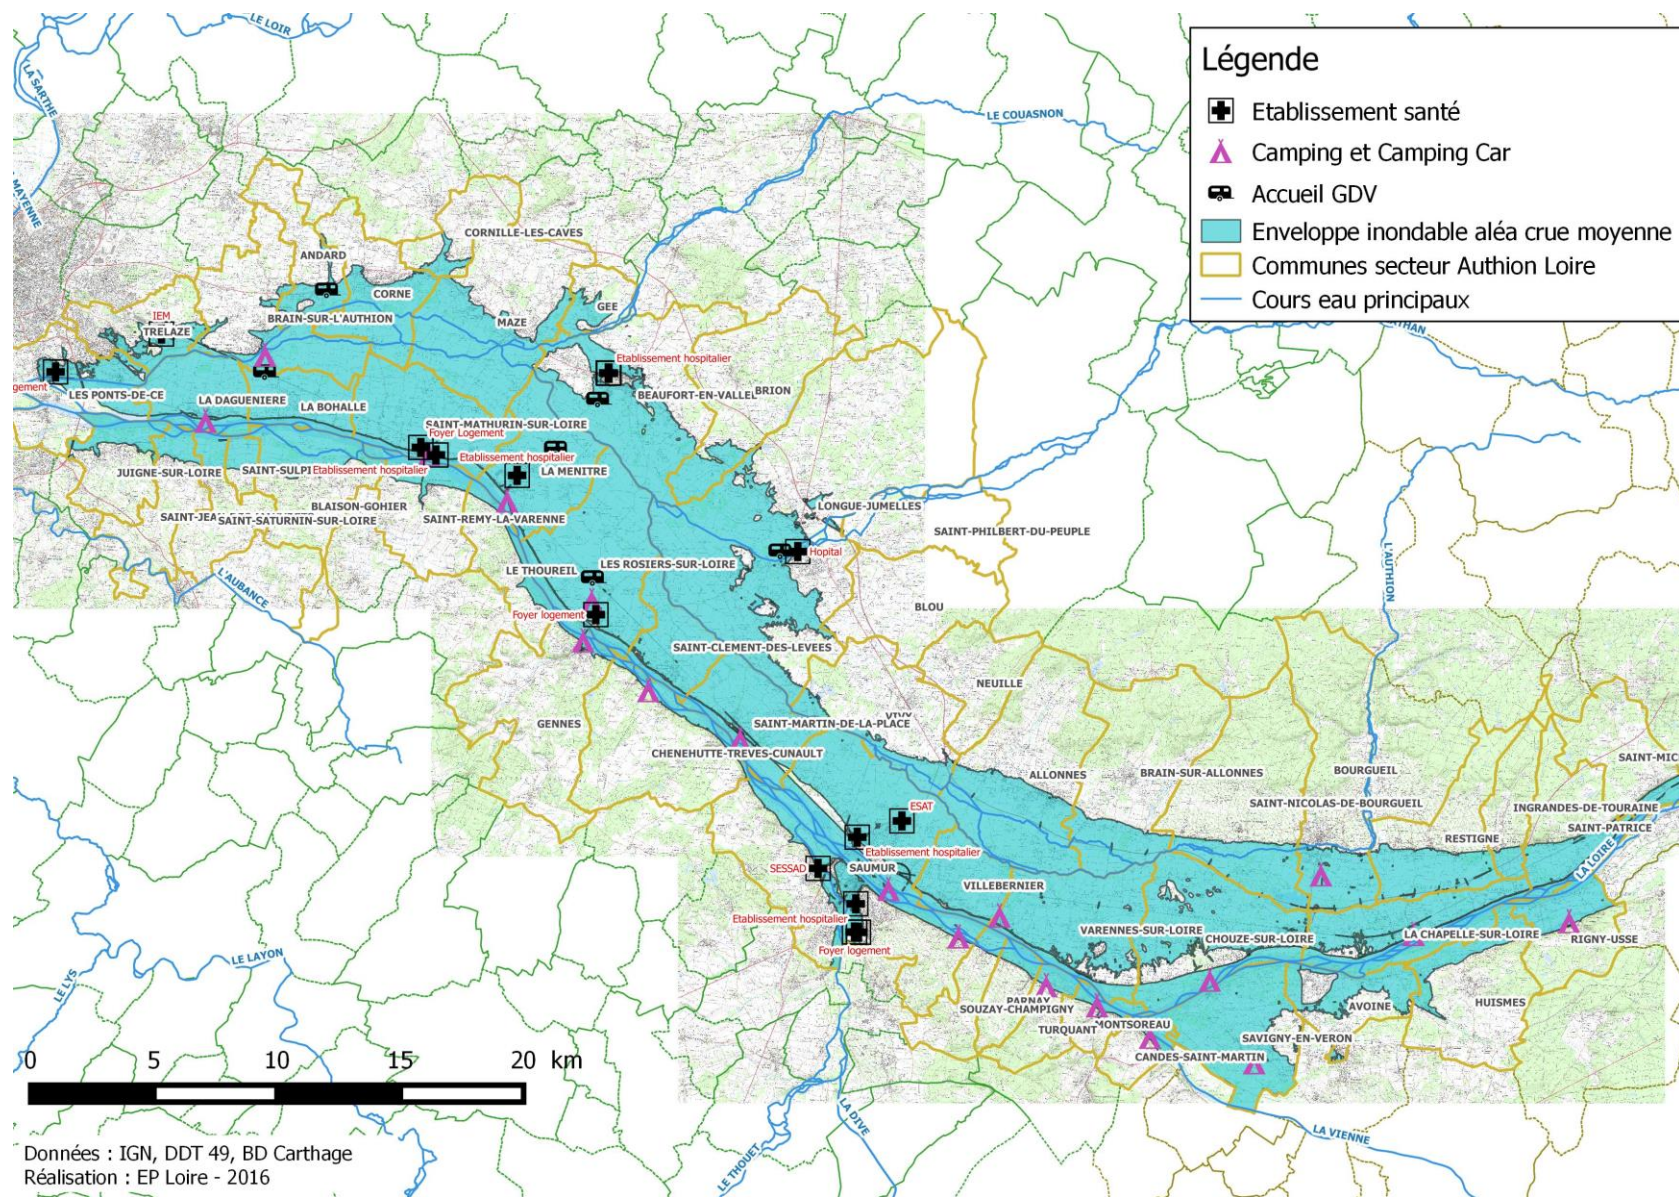 LE LOIR
LA SARTHE
MAYENNE
LE COUASNON
Légende
Etablissement santé
Camping et Camping Car
Accueil GDV
Enveloppe inondable aléa crue moyenne
Communes secteur Authion Loire
Cours eau principaux
CORNILLE-LES-CAVES
ANDARD
CORNE
GEE
BRAIN-SUR-L'AUTHION
MAZE
IEM
TRELAZE
Etablissement hospitalier
LES PONTS-DE-CE
LA DAGUENIERE
LA BOHALLE
BEAUFORT-EN-VALLEE
BRION
SAINT-MATHURIN-SUR-LOIRE
Foyer Logement
Etablissement hospitalier
JUIGNE-SUR-LOIRE
SAINT-SULPI
Etablissement hospitalier
LA MENITRE
BLAISON-GOHIER
SAINT-SATURNIN-SUR-LOIRE
SAINT-REMY-LA-VARENNE
LONGUE-JUMELLES
SAINT-PHILBERT-DU-PEUPLE
Hopital
L'AUBANCE
LE THOUREIL
LES ROSIERS-SUR-LOIRE
L'AUTHION
BLOU
Foyer logement
SAINT-CLEMENT-DES-LEVEES
NEUILLE
GENNES
SAINT-MARTIN-DE-LA-PLACE
VIVY
CHENEHUTTE-TREVES-CUNAULT
SAINT-MIC
ALLONNES
BRAIN-SUR-ALLONNES
BOURGUEIL
SAINT-NICOLAS-DE-BOURGUEIL
INGRANDES-DE-TOURAINE
ESAT
SAINT-PATRICE
RESTIGNE
Etablissement hospitalier
SESSAD
SAUMUR
LA LOIRE
VILLEBERNIER
Etablissement hospitalier
VARENNES-SUR-LOIRE
CHOUZE-SUR-LOIRE
LA CHAPELLE-SUR-LOIRE
RIGNY-USSE
Foyer logement
LE LAYON
LE LYS
PARNAY
SOUZAY-CHAMPIGNY
TURQUANT
MONTSOREAU
AVOINE
HUISMES
SAVIGNY-EN-VERON
CANDES-SAINT-MARTIN
0 5 10 15 20 km
LA DIVE
LA VIENNE
LE THOUET
Données : IGN, DDT 49, BD Carthage
Réalisation : EP Loire - 2016